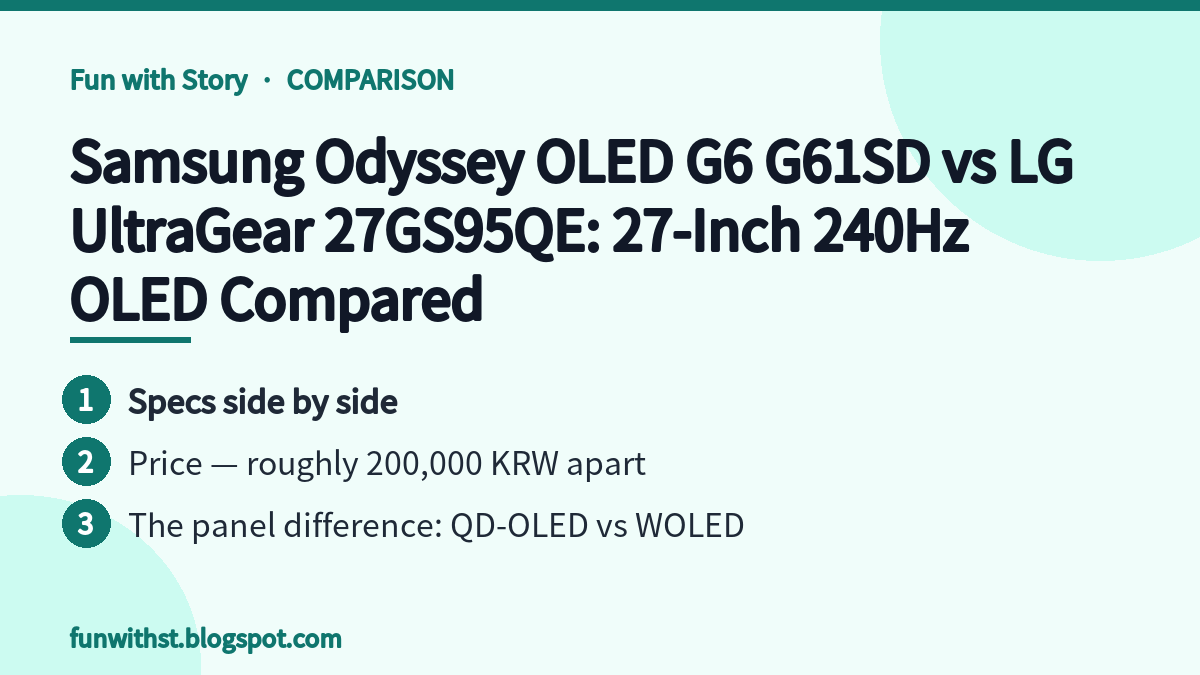 Fun with Story · COMPARISON
Samsung Odyssey OLED G6 G61SD vs LG
UltraGear 27GS95QE: 27-Inch 240Hz
OLED Compared
1 Specs side by side
2 Price — roughly 200,000 KRW apart
3 The panel difference: QD-OLED vs WOLED
funwithst.blogspot.com